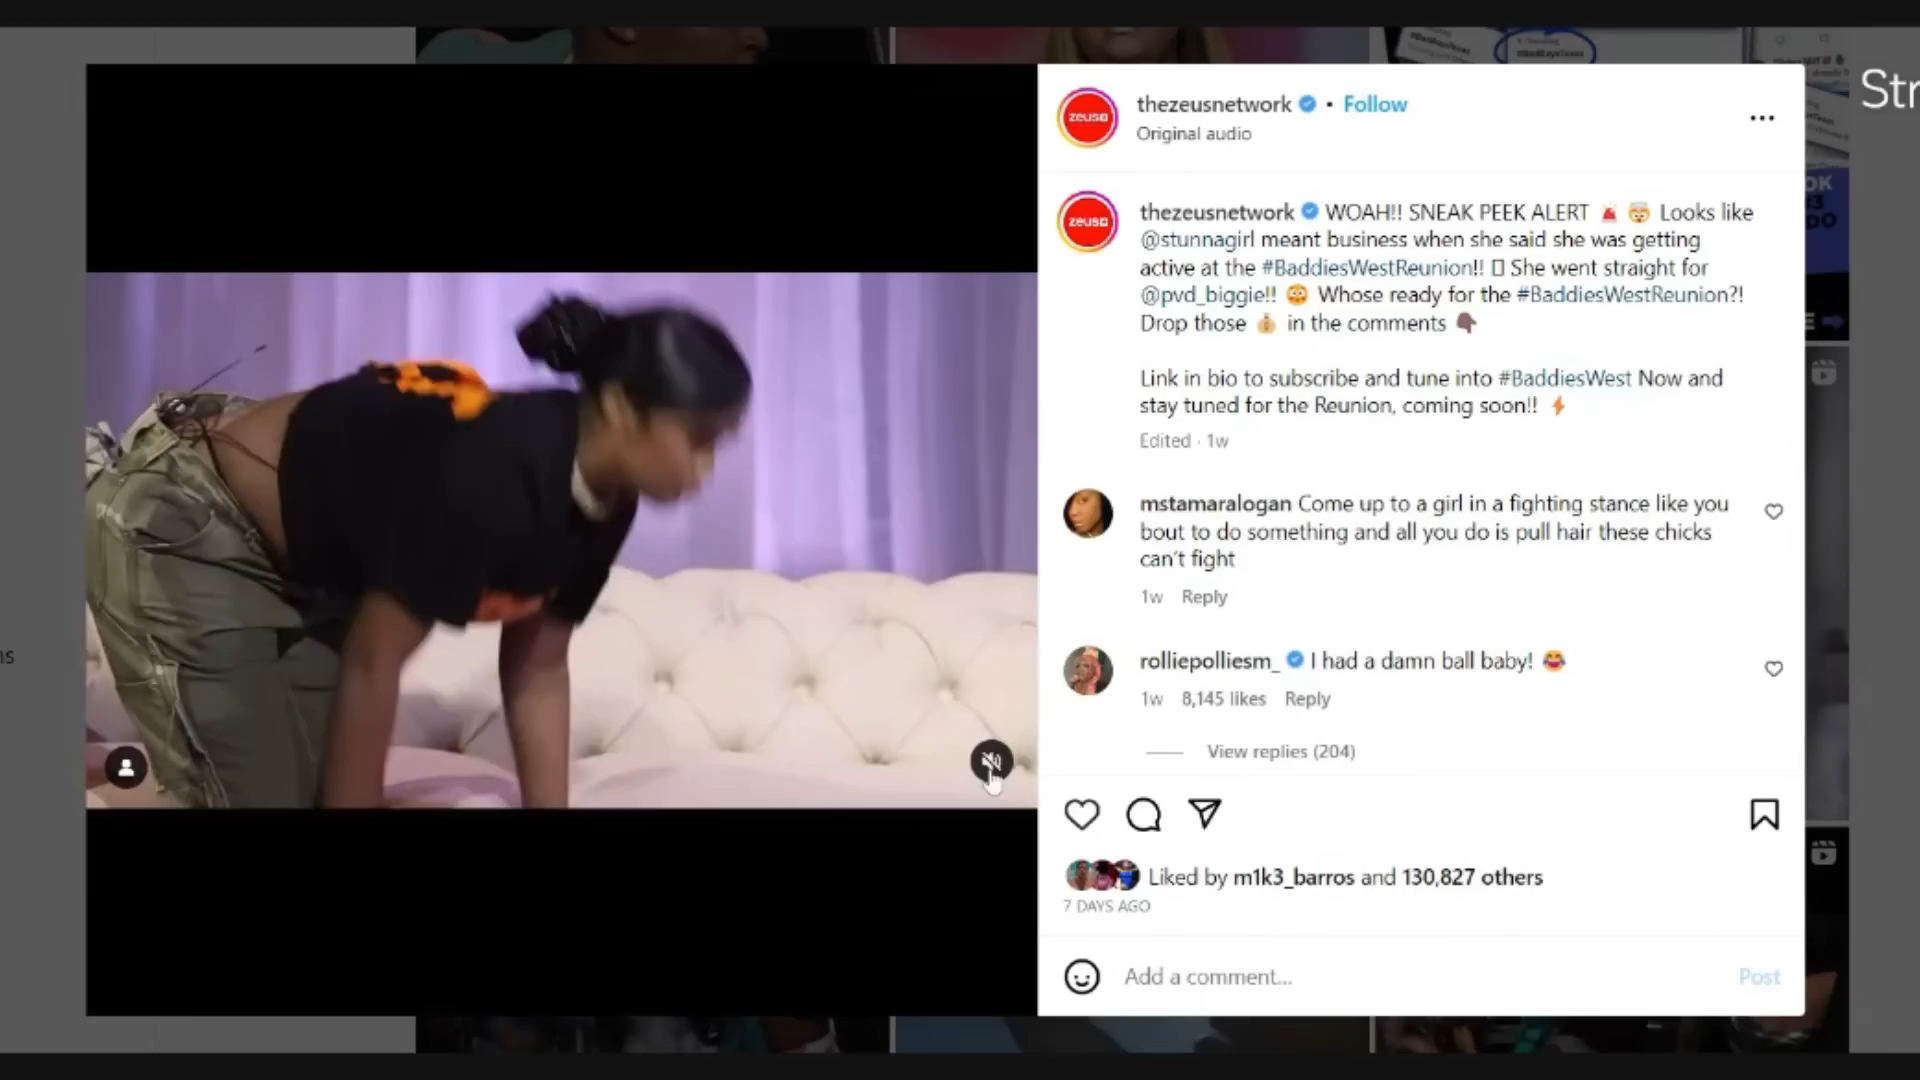 Str
zeus
thezeusnetwork • Follow
Original audio
zeus
thezeusnetwork WOAH!! SNEAK PEEK ALERT 🚨 🤯 Looks like
@stunnagirl meant business when she said she was getting
active at the #BaddiesWestReunion!! ▯ She went straight for
@pvd_biggie!! 😳 Whose ready for the #BaddiesWestReunion?!
Drop those 💰 in the comments 👇🏾
Link in bio to subscribe and tune into #BaddiesWest Now and
stay tuned for the Reunion, coming soon!! ⚡
Edited · 1w
mstamaralogan Come up to a girl in a fighting stance like you
bout to do something and all you do is pull hair these chicks
can't fight
1w Reply
rolliepolliesm_ I had a damn ball baby! 😂
1w 8,145 likes Reply
View replies (204)
Liked by m1k3_barros and 130,827 others
7 DAYS AGO
Add a comment...
Post